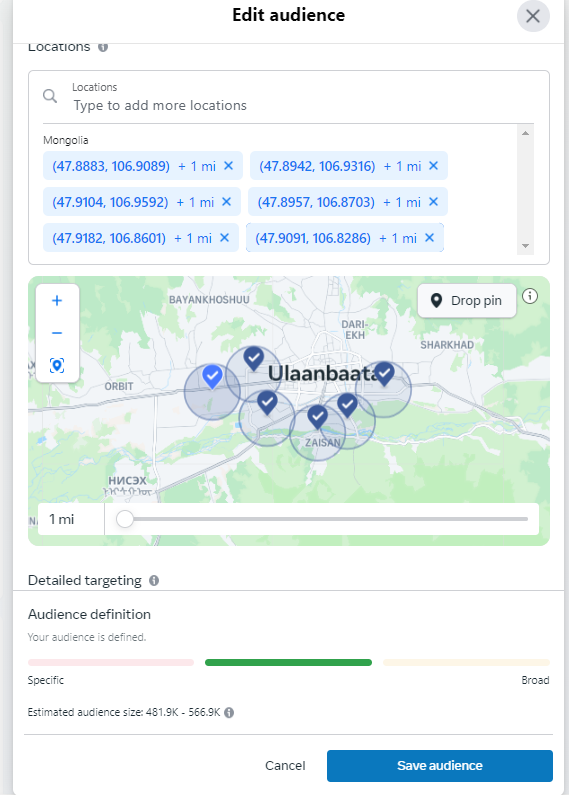 Edit audience
Locations
Locations
Type to add more locations
Mongolia
(47.8883, 106.9089) + 1 mi
(47.8942, 106.9316) + 1 mi
(47.9104, 106.9592) + 1 mi
(47.8957, 106.8703) + 1 mi
(47.9182, 106.8601) + 1 mi
(47.9091, 106.8286) + 1 mi
Drop pin
BAYANKHOSHUU
DARI-
EKH
SHARKHAD
Ulaanbaata
ORBIT
ZAISAN
НИСЭХ
1 mi
Detailed targeting
Audience definition
Your audience is defined.
Specific
Broad
Estimated audience size: 481.9K - 566.9K
Cancel
Save audience